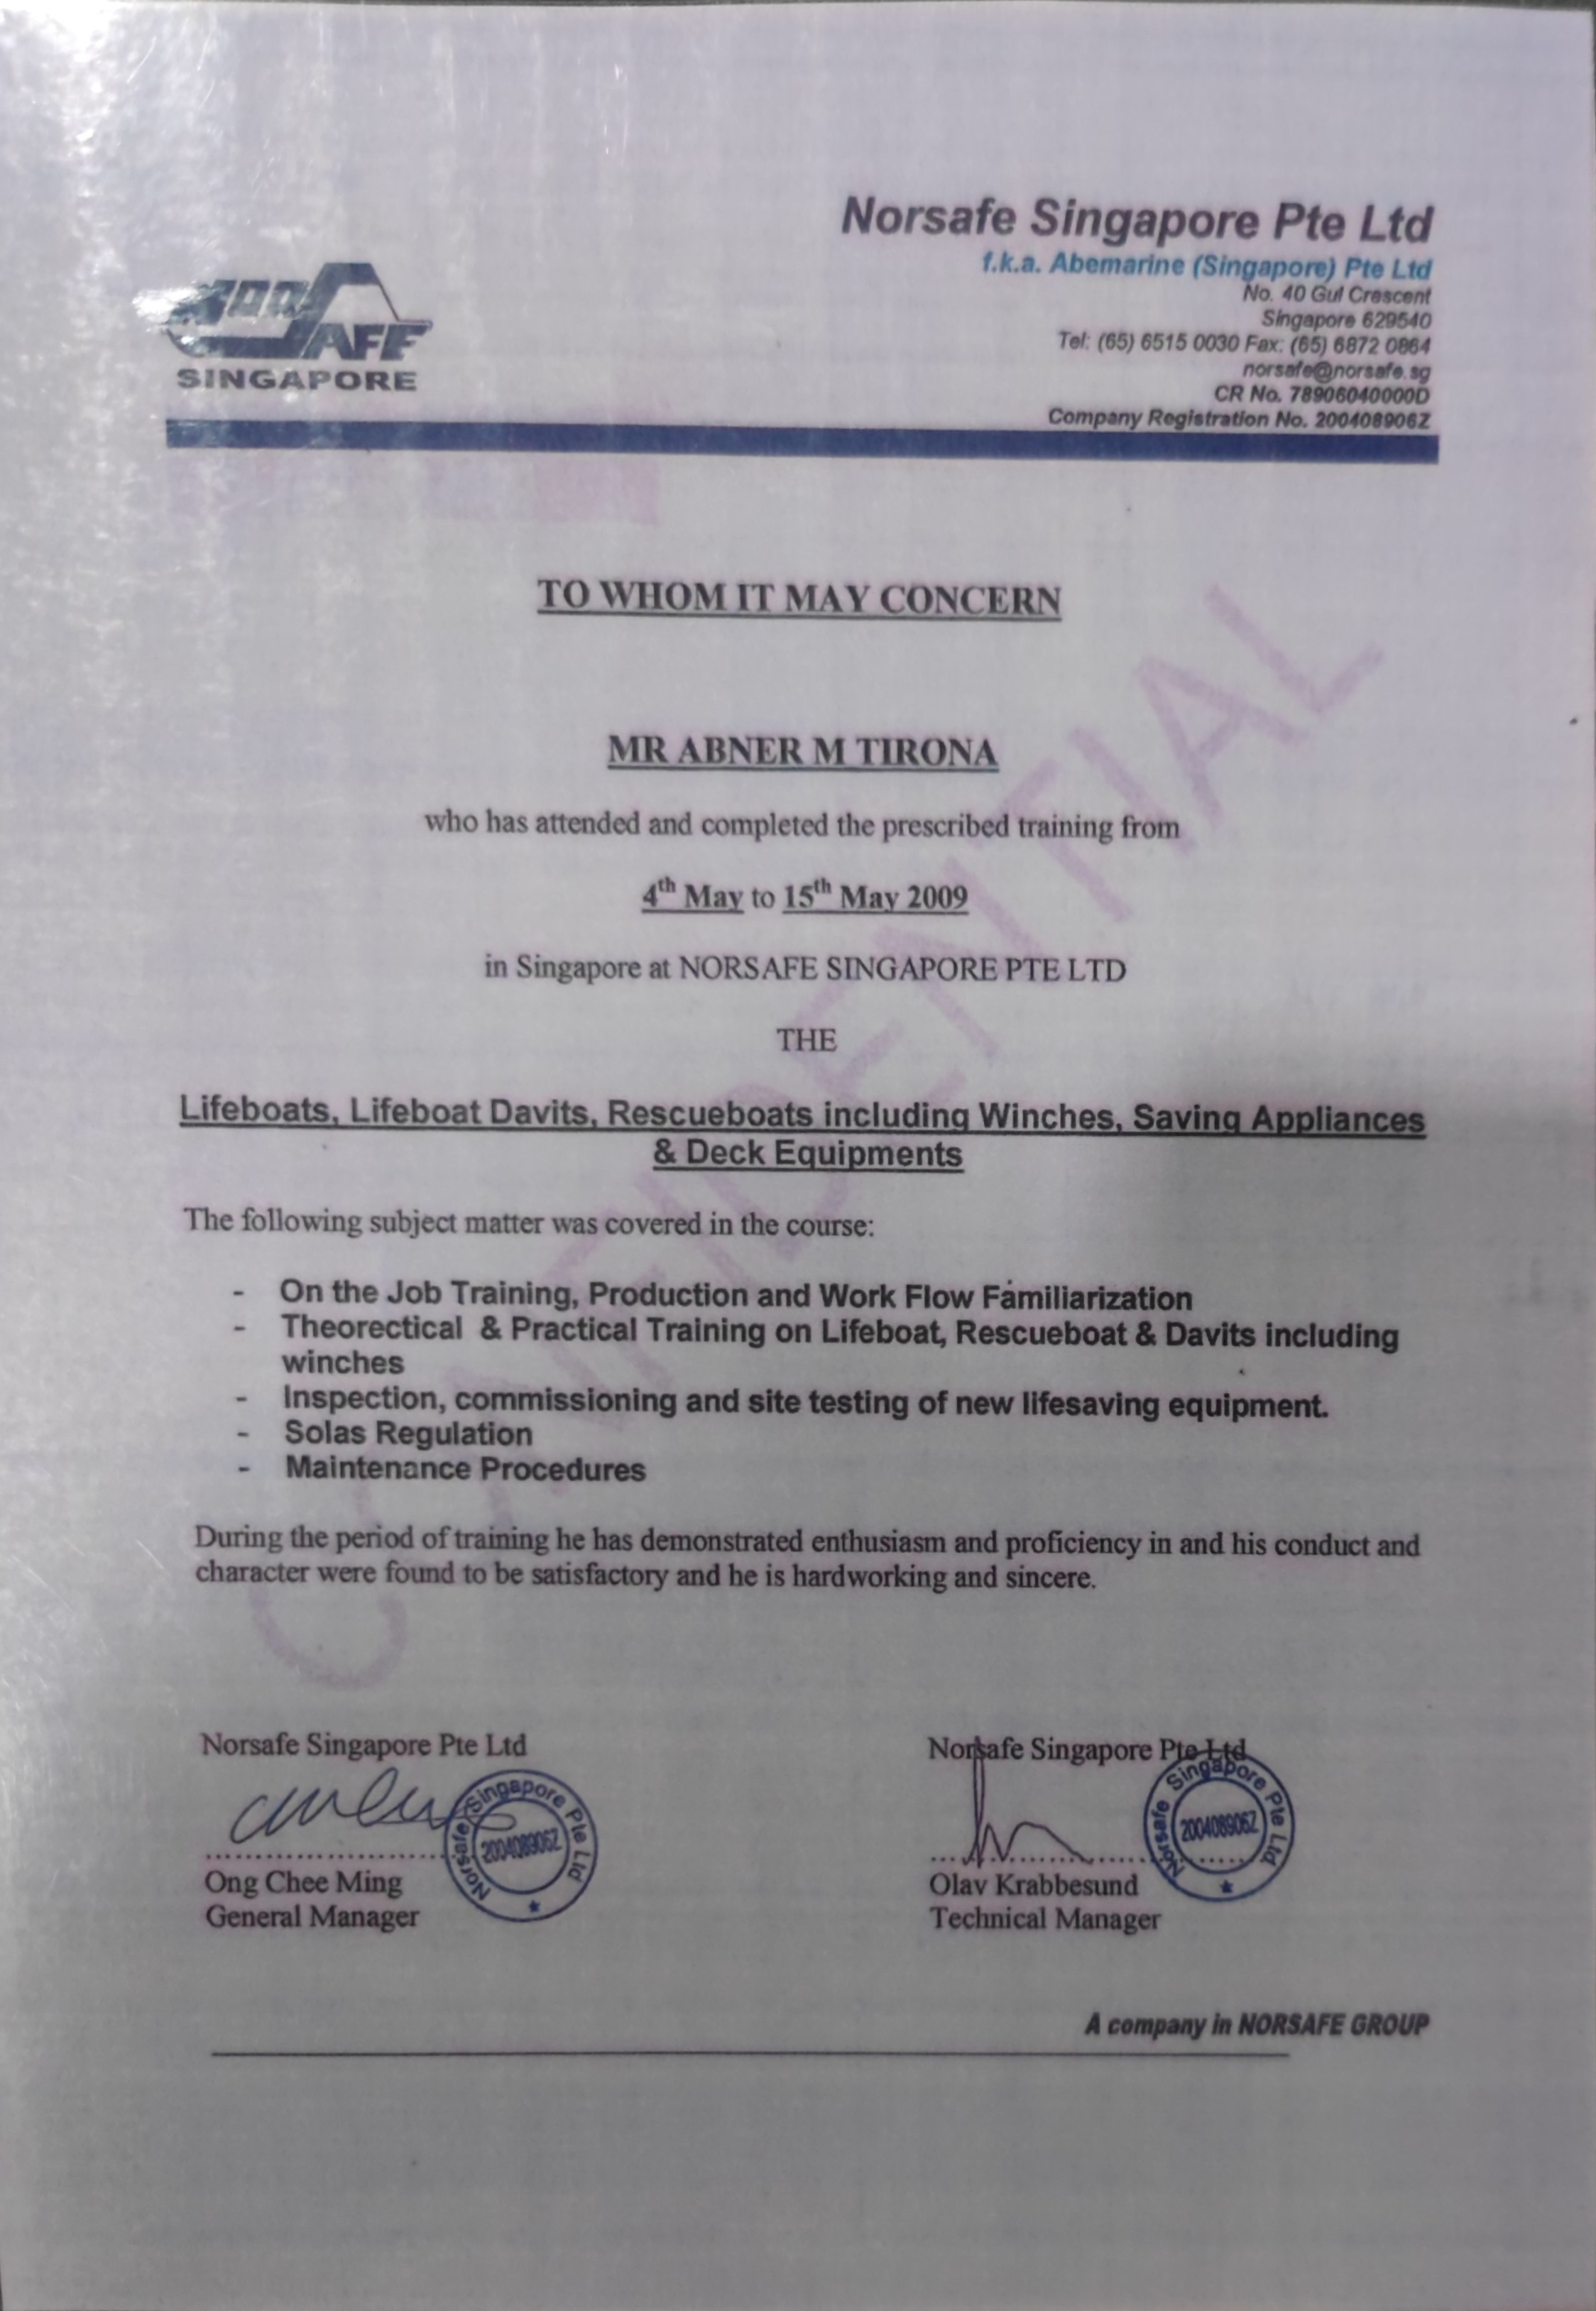 Norsafe Singapore Pte Ltd
f.k.a. Abemarine (Singapore) Pte Ltd
No. 40 Gul Crescent
Singapore 629540
Tel: (65) 6515 0030 Fax: (65) 6872 0864
norsafe@norsafe.sg
CR No. 78906040000D
Company Registration No. 200408906Z
NORSAFE
SINGAPORE
TO WHOM IT MAY CONCERN
MR ABNER M TIRONA
who has attended and completed the prescribed training from
4th May to 15th May 2009
in Singapore at NORSAFE SINGAPORE PTE LTD
THE
Lifeboats, Lifeboat Davits, Rescueboats including Winches, Saving Appliances
& Deck Equipments
The following subject matter was covered in the course:
- On the Job Training, Production and Work Flow Familiarization
- Theorectical & Practical Training on Lifeboat, Rescueboat & Davits including
winches
- Inspection, commissioning and site testing of new lifesaving equipment.
- Solas Regulation
- Maintenance Procedures
During the period of training he has demonstrated enthusiasm and proficiency in and his conduct and
character were found to be satisfactory and he is hardworking and sincere.
CONFIDENTIAL
Norsafe Singapore Pte Ltd
Norsafe Singapore Pte Ltd
Norsafe Singapore Pte Ltd
200408906Z
Norsafe Singapore Pte Ltd
200408906Z
Ong Chee Ming
General Manager
Olav Krabbesund
Technical Manager
A company in NORSAFE GROUP